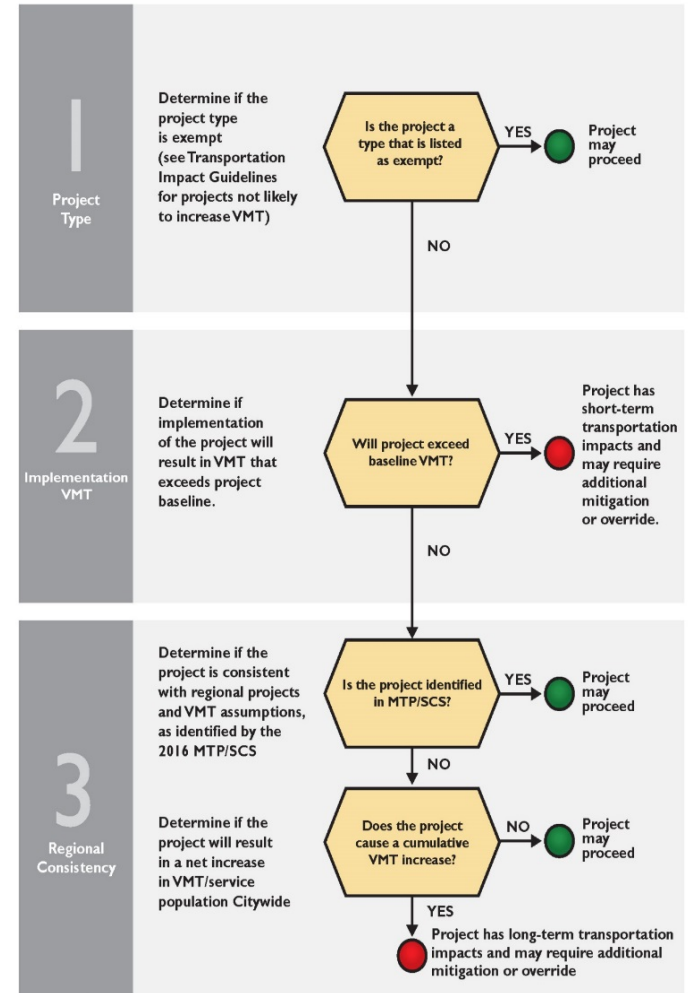 1
Project
Type
Determine if the
project type
is exempt
(see Transportation
Impact Guidelines
for projects not likely
to increase VMT)
Is the project a
type that is listed
as exempt?
YES
Project
may
proceed
NO
2
Implementation
VMT
Determine if
implementation
of the project will
result in VMT that
exceeds project
baseline.
Will project exceed
baseline VMT?
YES
Project has
short-term
transportation
impacts and
may require
additional
mitigation
or override.
NO
3
Regional
Consistency
Determine if the
project is consistent
with regional projects
and VMT assumptions,
as identified by the
2016 MTP/SCS
Is the project identified
in MTP/SCS?
YES
Project
may
proceed
NO
Determine if the
project will result
in a net increase
in VMT/service
population Citywide
Does the project
cause a cumulative
VMT increase?
NO
Project
may
proceed
YES
Project has long-term transportation
impacts and may require additional
mitigation or override